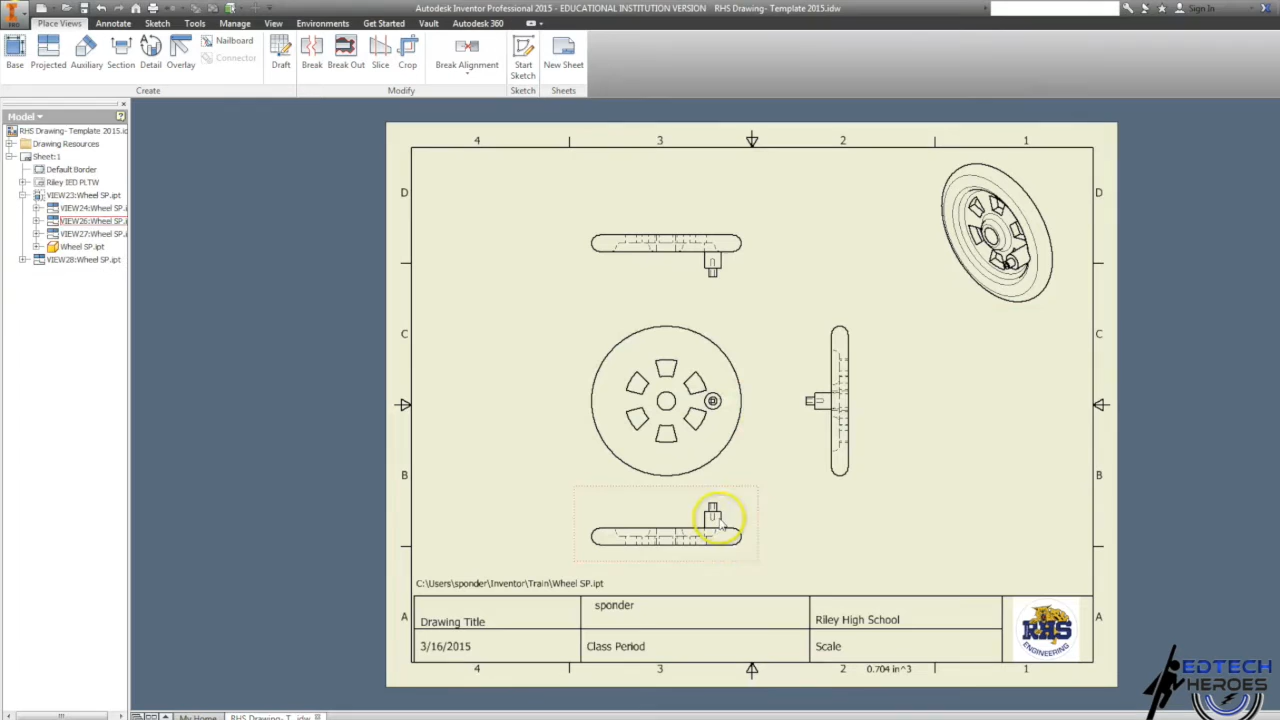 Autodesk Inventor Professional 2015 - EDUCATIONAL INSTITUTION VERSION   RHS Drawing- Template 2015.idw
Sign In
PRO
Place Views Annotate Sketch Tools Manage View Environments Get Started Vault Autodesk 360
Base Projected Auxiliary Section Detail Overlay
Nailboard
Connector
Draft Break Break Out Slice Crop Break Alignment Start Sketch New Sheet
Create Modify Sketch Sheets
Model
RHS Drawing- Template 2015.id
Drawing Resources
Sheet:1
Default Border
Riley IED PLTW
VIEW23:Wheel SP.ipt
VIEW24:Wheel SP.i
VIEW26:Wheel SP.i
VIEW27:Wheel SP.i
Wheel SP.ipt
VIEW28:Wheel SP.ipt
4 3 2 1
D D
C C
B B
C:\Users\sponder\Inventor\Train\Wheel SP.ipt
A A
sponder
Drawing Title
Riley High School
3/16/2015
Class Period
Scale
RHS
ENGINEERING
4 3 2 0.704 in^3 1
EDTECH
HEROES
My Home RHS Drawing- T...idw